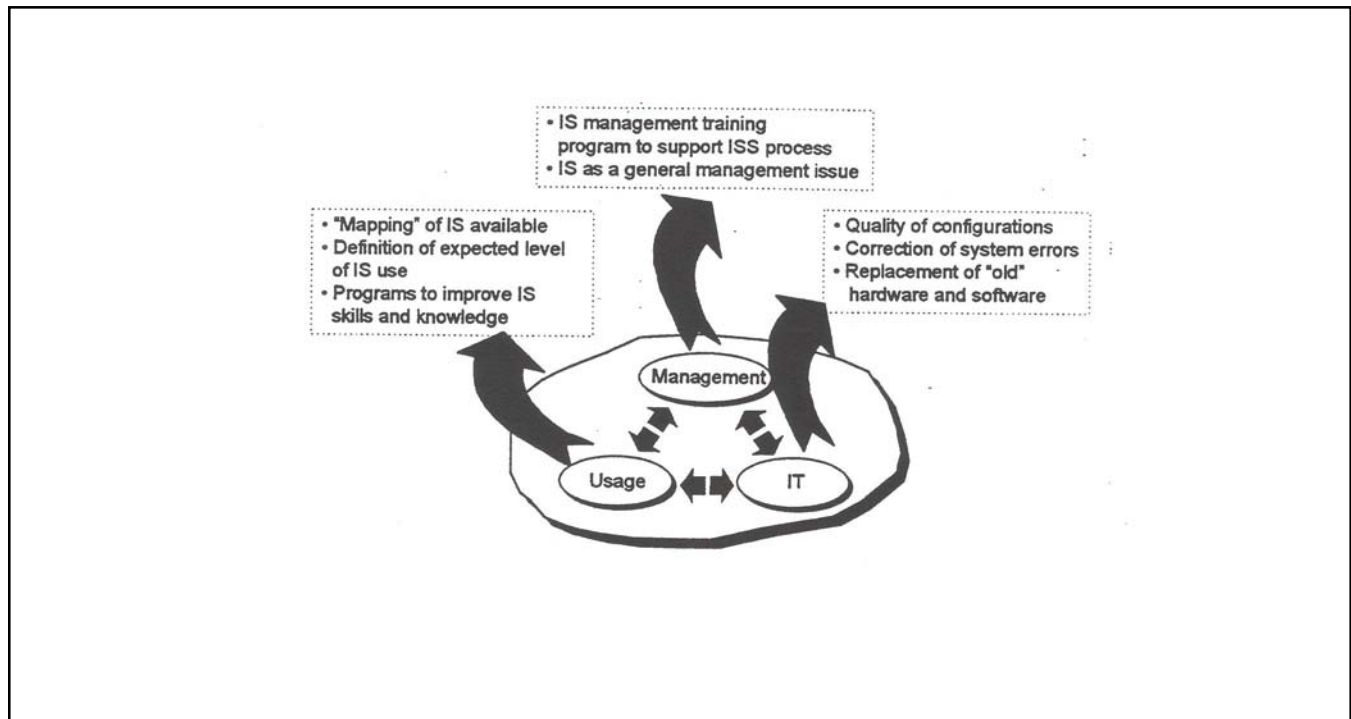 • IS management training
program to support ISS process
• IS as a general management issue
• "Mapping" of IS available
• Definition of expected level
of IS use
• Programs to improve IS
skills and knowledge
• Quality of configurations
• Correction of system errors
• Replacement of "old"
hardware and software
Management
Usage
IT